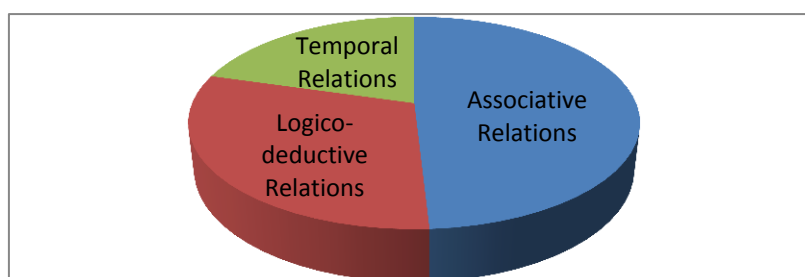 Temporal
Relations
Associative
Relations
Logico-
deductive
Relations